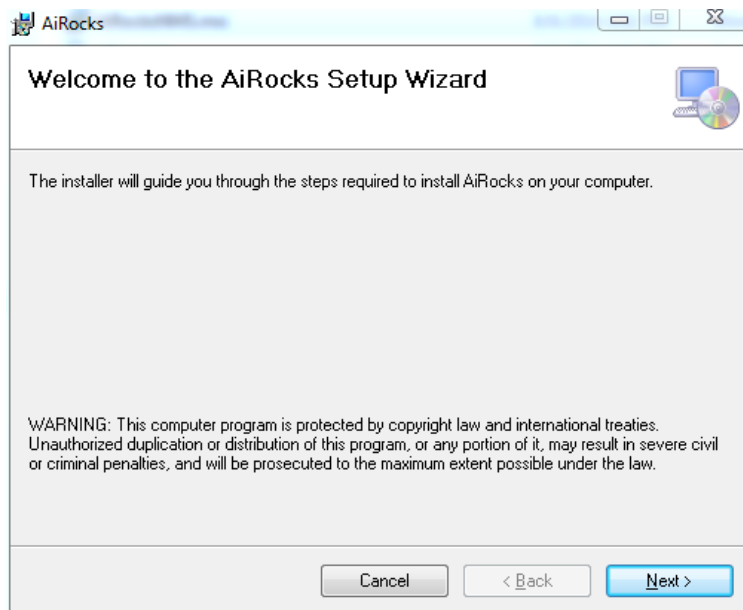 AiRocks
Welcome to the AiRocks Setup Wizard
The installer will guide you through the steps required to install AiRocks on your computer.
WARNING: This computer program is protected by copyright law and international treaties.
Unauthorized duplication or distribution of this program, or any portion of it, may result in severe civil
or criminal penalties, and will be prosecuted to the maximum extent possible under the law.
Cancel
< Back
Next >